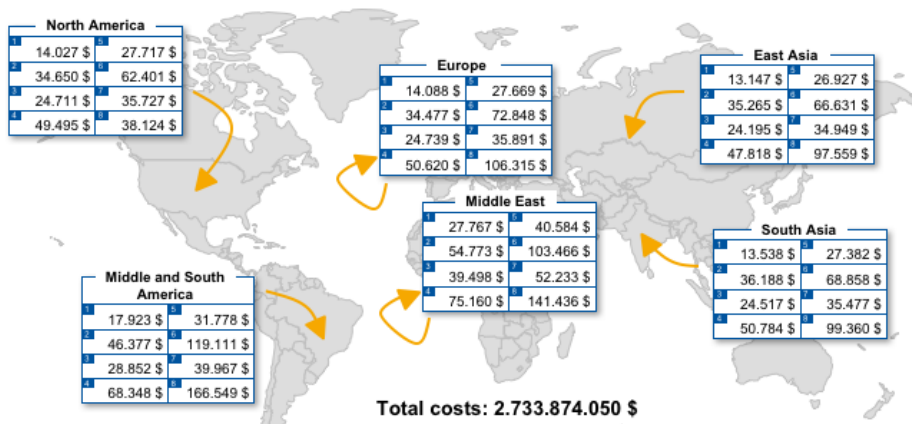 North America
1 14.027 $ 5 27.717 $
2 34.650 $ 6 62.401 $
3 24.711 $ 7 35.727 $
4 49.495 $ 8 38.124 $
Europe
1 14.088 $ 5 27.669 $
2 34.477 $ 6 72.848 $
3 24.739 $ 7 35.891 $
4 50.620 $ 8 106.315 $
East Asia
1 13.147 $ 5 26.927 $
2 35.265 $ 6 66.631 $
3 24.195 $ 7 34.949 $
4 47.818 $ 8 97.559 $
Middle East
1 27.767 $ 5 40.584 $
2 54.773 $ 6 103.466 $
3 39.498 $ 7 52.233 $
4 75.160 $ 8 141.436 $
South Asia
1 13.538 $ 5 27.382 $
2 36.188 $ 6 68.858 $
3 24.517 $ 7 35.477 $
4 50.784 $ 8 99.360 $
Middle and South
America
1 17.923 $ 5 31.778 $
2 46.377 $ 6 119.111 $
3 28.852 $ 7 39.967 $
4 68.348 $ 8 166.549 $
Total costs: 2.733.874.050 $